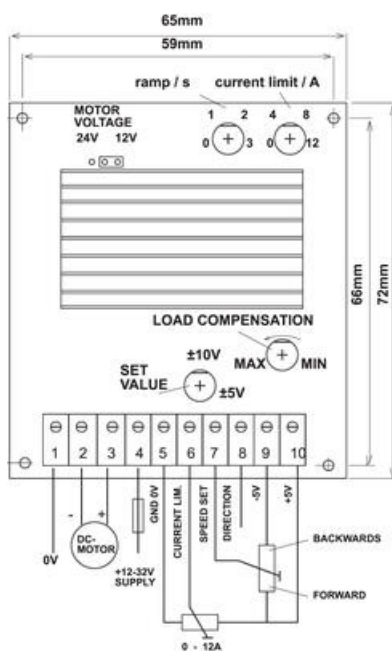 65mm
59mm
ramp / s
current limit / A
MOTOR
VOLTAGE
24V 12V
1 2
0 3
4 8
0 12
66mm
72mm
LOAD COMPENSATION
MAX MIN
SET
VALUE
±10V
±5V
1 2 3 4 5 6 7 8 9 10
0V
- +
DC-
MOTOR
+12-32V
SUPPLY
GND 0V
CURRENT LIM.
SPEED SET
DIRECTION
-5V
+5V
BACKWARDS
FORWARD
0 - 12A